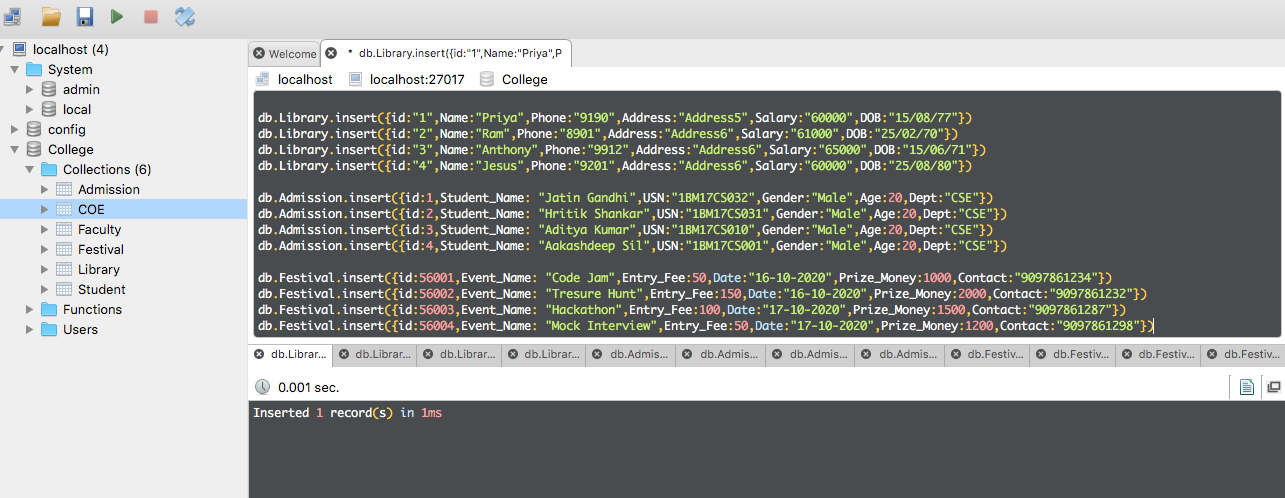 localhost (4)
System
admin
local
config
College
Collections (6)
Admission
COE
Faculty
Festival
Library
Student
Functions
Users
Welcome
* db.Library.insert({id:"1",Name:"Priya",P
localhost localhost:27017 College
db.Library.insert({id:"1",Name:"Priya",Phone:"9190",Address:"Address5",Salary:"60000",DOB:"15/08/77"})
db.Library.insert({id:"2",Name:"Ram",Phone:"8901",Address:"Address6",Salary:"61000",DOB:"25/02/70"})
db.Library.insert({id:"3",Name:"Anthony",Phone:"9912",Address:"Address6",Salary:"65000",DOB:"15/06/71"})
db.Library.insert({id:"4",Name:"Jesus",Phone:"9201",Address:"Address6",Salary:"60000",DOB:"25/08/80"})
db.Admission.insert({id:1,Student_Name: "Jatin Gandhi",USN:"1BM17CS032",Gender:"Male",Age:20,Dept:"CSE"})
db.Admission.insert({id:2,Student_Name: "Hritik Shankar",USN:"1BM17CS031",Gender:"Male",Age:20,Dept:"CSE"})
db.Admission.insert({id:3,Student_Name: "Aditya Kumar",USN:"1BM17CS010",Gender:"Male",Age:20,Dept:"CSE"})
db.Admission.insert({id:4,Student_Name: "Aakashdeep Sil",USN:"1BM17CS001",Gender:"Male",Age:20,Dept:"CSE"})
db.Festival.insert({id:56001,Event_Name: "Code Jam",Entry_Fee:50,Date:"16-10-2020",Prize_Money:1000,Contact:"9097861234"})
db.Festival.insert({id:56002,Event_Name: "Tresure Hunt",Entry_Fee:150,Date:"16-10-2020",Prize_Money:2000,Contact:"9097861232"})
db.Festival.insert({id:56003,Event_Name: "Hackathon",Entry_Fee:100,Date:"17-10-2020",Prize_Money:1500,Contact:"9097861287"})
db.Festival.insert({id:56004,Event_Name: "Mock Interview",Entry_Fee:50,Date:"17-10-2020",Prize_Money:1200,Contact:"9097861298"})
db.Librar... db.Librar... db.Librar... db.Librar... db.Admis... db.Admis... db.Admis... db.Admis... db.Festiv... db.Festiv... db.Festiv... db.Festiv...
0.001 sec.
Inserted 1 record(s) in 1ms